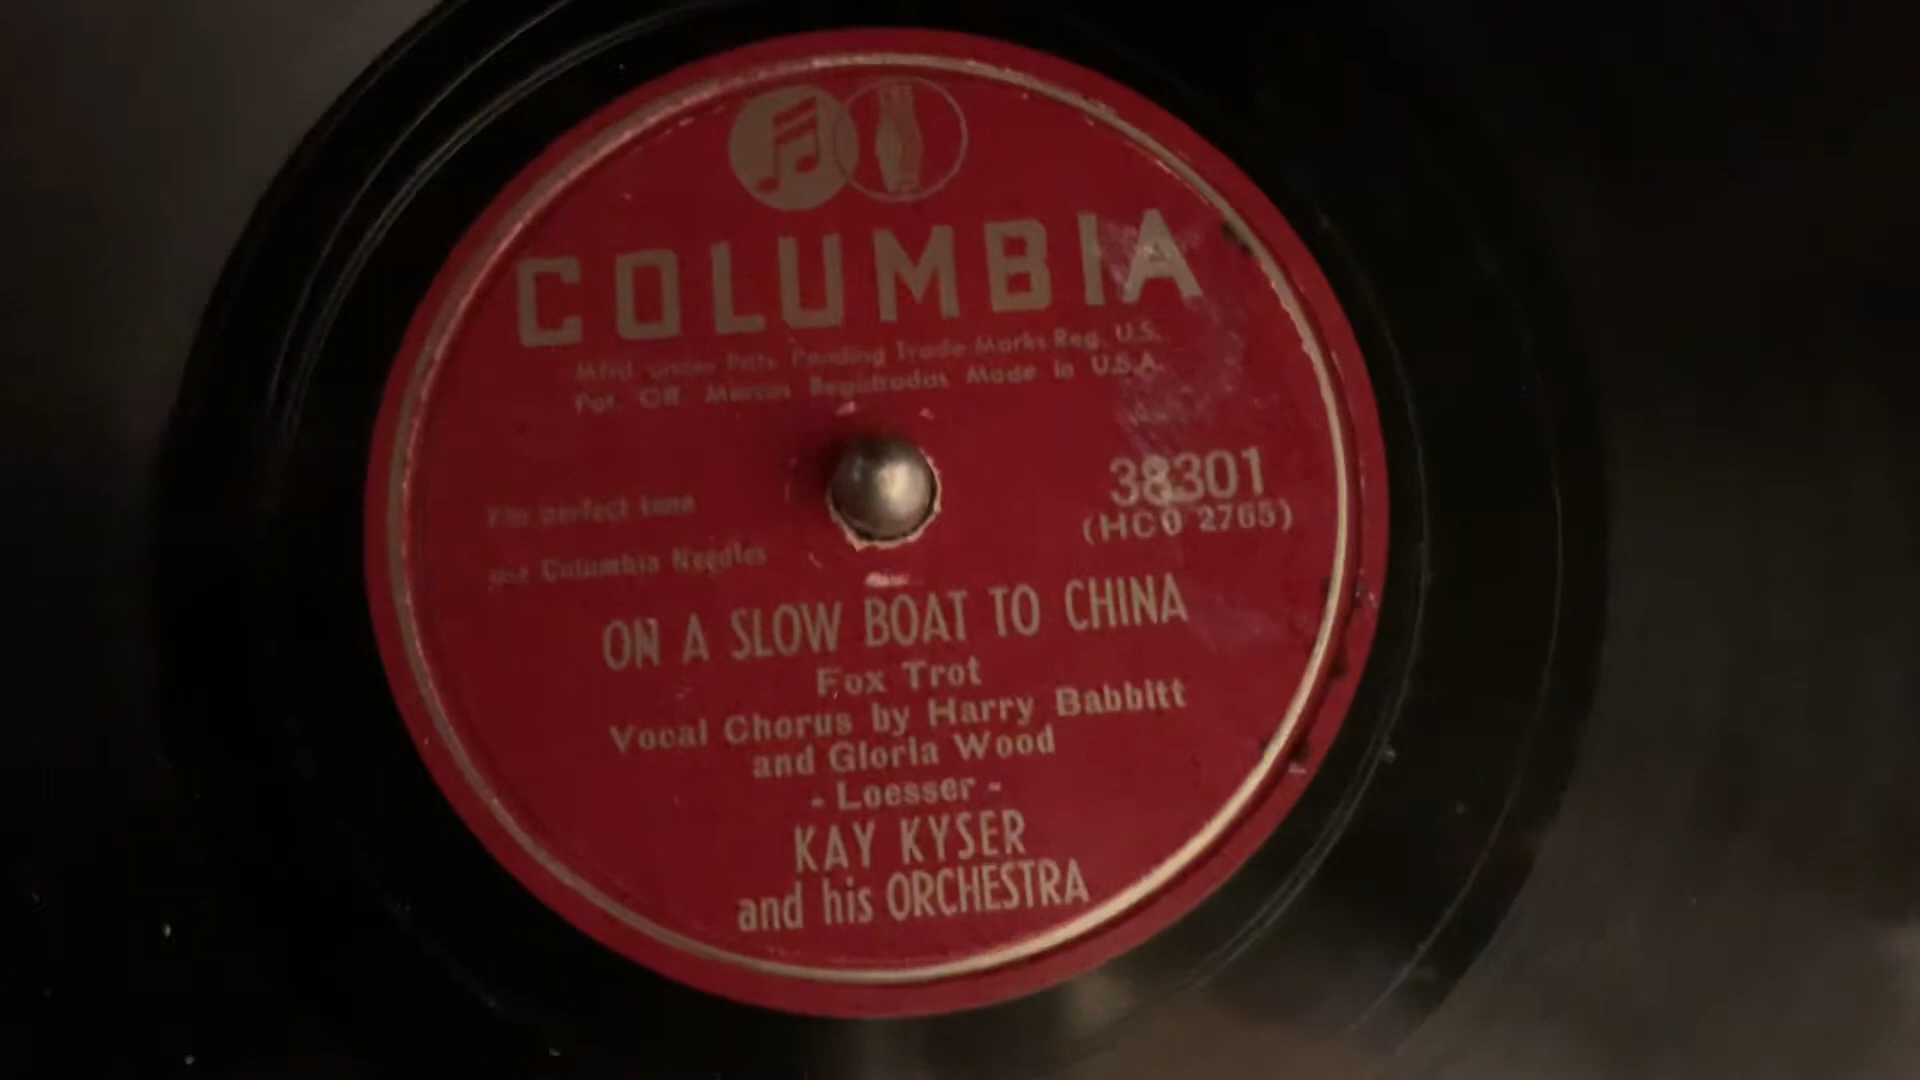 COLUMBIA
Mfrd. under Pats. Pending Trade Marks Reg. U.S.
Pat. Off. Marcas Registradas Made in U.S.A.
38301
(HCO 2765)
For perfect tone
use Columbia Needles
ON A SLOW BOAT TO CHINA
Fox Trot
Vocal Chorus by Harry Babbitt
and Gloria Wood
- Loesser -
KAY KYSER
and his ORCHESTRA